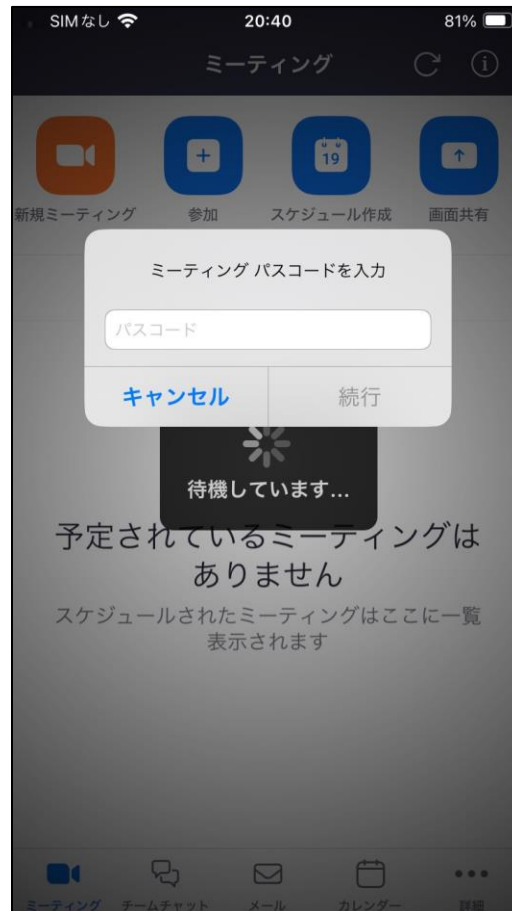 SIMなし 20:40 81%
ミーティング
19
新規ミーティング 参加 スケジュール作成 画面共有
ミーティング パスコードを入力
パスコード
キャンセル 続行
待機しています...
予定されているミーティングは
ありません
スケジュールされたミーティングはここに一覧
表示されます
ミーティング チームチャット メール カレンダー 詳細